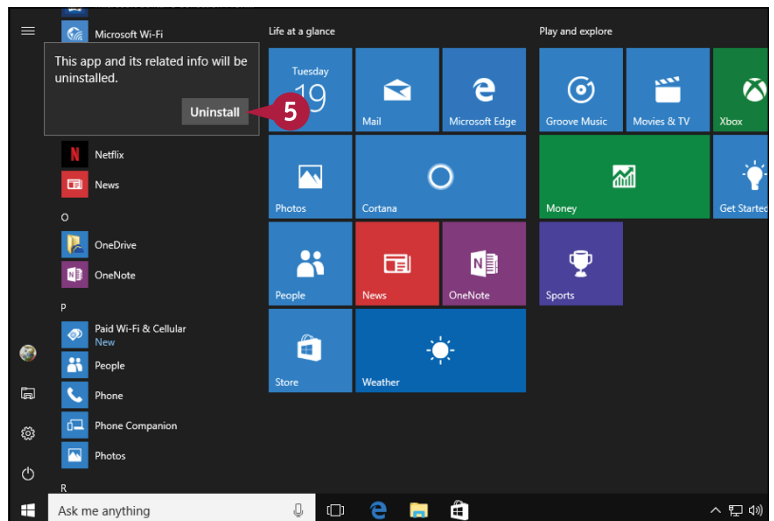 Microsoft Wi-Fi
This app and its related info will be
uninstalled.
Uninstall
5
Netflix
News
O
OneDrive
OneNote
P
Paid Wi-Fi & Cellular
New
People
Phone
Phone Companion
Photos
R
Life at a glance
Tuesday
19
Mail
Microsoft Edge
Photos
Cortana
People
News
OneNote
Store
Weather
Play and explore
Groove Music
Movies & TV
Xbox
Money
Get Started
Sports
Ask me anything